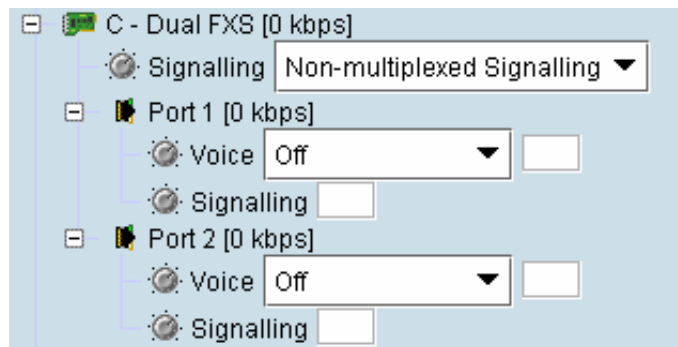 C - Dual FXS [0 kbps]
Signalling Non-multiplexed Signalling
Port 1 [0 kbps]
Voice Off
Signalling
Port 2 [0 kbps]
Voice Off
Signalling